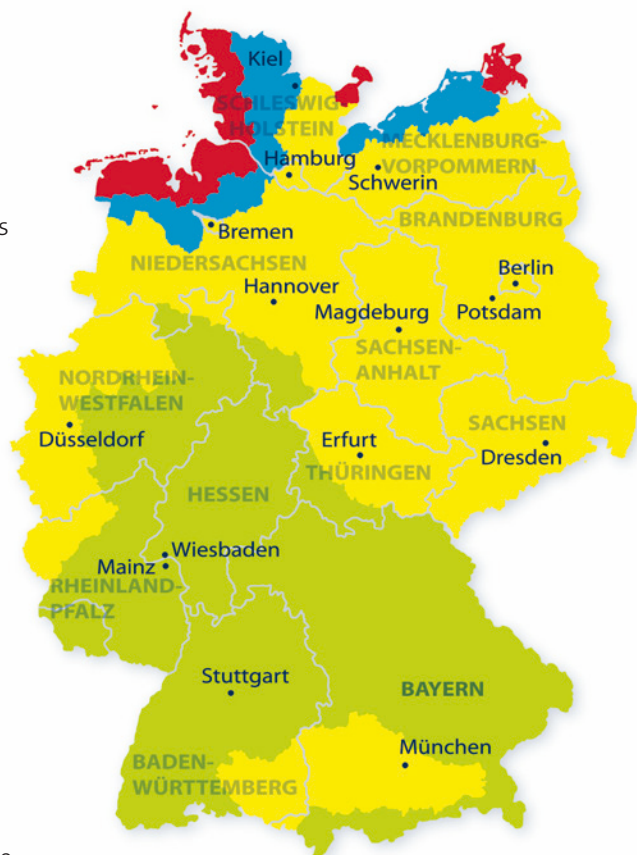 Kiel
SCHLESWIG
HOLSTEIN
Hamburg
MECKLENBURG-
VORPOMMERN
Schwerin
BRANDENBURG
s
Bremen
NIEDERSACHSEN
Berlin
Hannover
Magdeburg
Potsdam
SACHSEN-
ANHALT
NORDRHEIN-
WESTFALEN
Düsseldorf
SACHSEN
Erfurt
Dresden
THÜRINGEN
HESSEN
Wiesbaden
Mainz
RHEINLAND-
PFALZ
Stuttgart
BAYERN
München
BADEN-
WÜRTTEMBERG